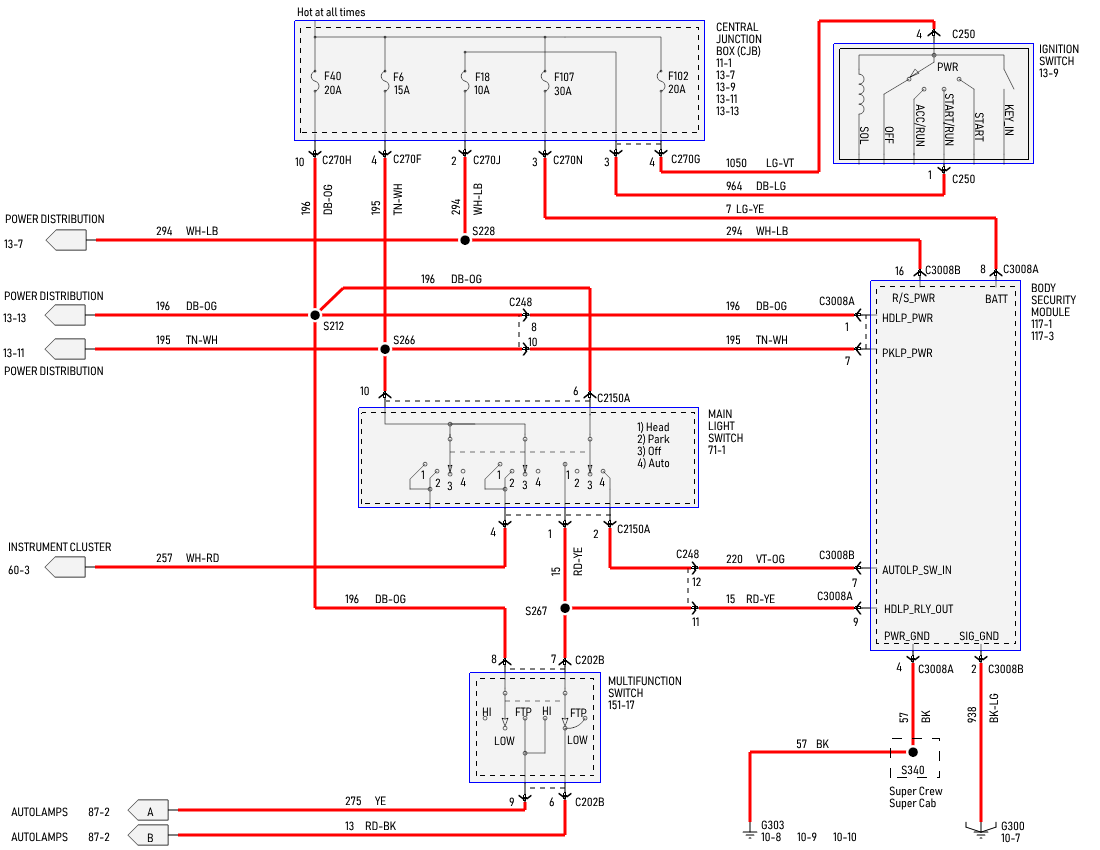 Hot at all times
CENTRAL
JUNCTION
BOX (CJB)
11-1
13-7
13-9
13-11
13-13
F40
20A
F6
15A
F18
10A
F107
30A
F102
20A
10 C270H
4 C270F
2 C270J
3 C270N
3
4 C270G
4 C250
IGNITION
SWITCH
13-9
PWR
SOL
OFF
ACC/RUN
START/RUN
START
KEY_IN
1 C250
1050 LG-VT
964 DB-LG
7 LG-YE
196 DB-OG
195 TN-WH
294 WH-LB
POWER DISTRIBUTION
13-7
294 WH-LB
S228
294 WH-LB
16 C3008B
8 C3008A
POWER DISTRIBUTION
13-13
196 DB-OG
S212
196 DB-OG
C248
8
196 DB-OG
C3008A
1
13-11
POWER DISTRIBUTION
195 TN-WH
S266
10
195 TN-WH
7
BODY
SECURITY
MODULE
117-1
117-3
R/S_PWR
BATT
HDLP_PWR
PKLP_PWR
AUTOLP_SW_IN
HDLP_RLY_OUT
PWR_GND
SIG_GND
10
6 C2150A
MAIN
LIGHT
SWITCH
71-1
1) Head
2) Park
3) Off
4) Auto
1 2 3 4
1 2 3 4
1 2 3 4
4
1
2 C2150A
INSTRUMENT CLUSTER
60-3
257 WH-RD
15 RD-YE
C248
12
220 VT-OG
C3008B
7
196 DB-OG
S267
11
15 RD-YE
C3008A
9
8
7 C202B
MULTIFUNCTION
SWITCH
151-17
HI
FTP
LOW
HI
FTP
LOW
9
6 C202B
4 C3008A
2 C3008B
57 BK
938 BK-LG
57 BK
S340
Super Crew
Super Cab
G303
10-8 10-9 10-10
G300
10-7
AUTOLAMPS 87-2 A
275 YE
AUTOLAMPS 87-2 B
13 RD-BK